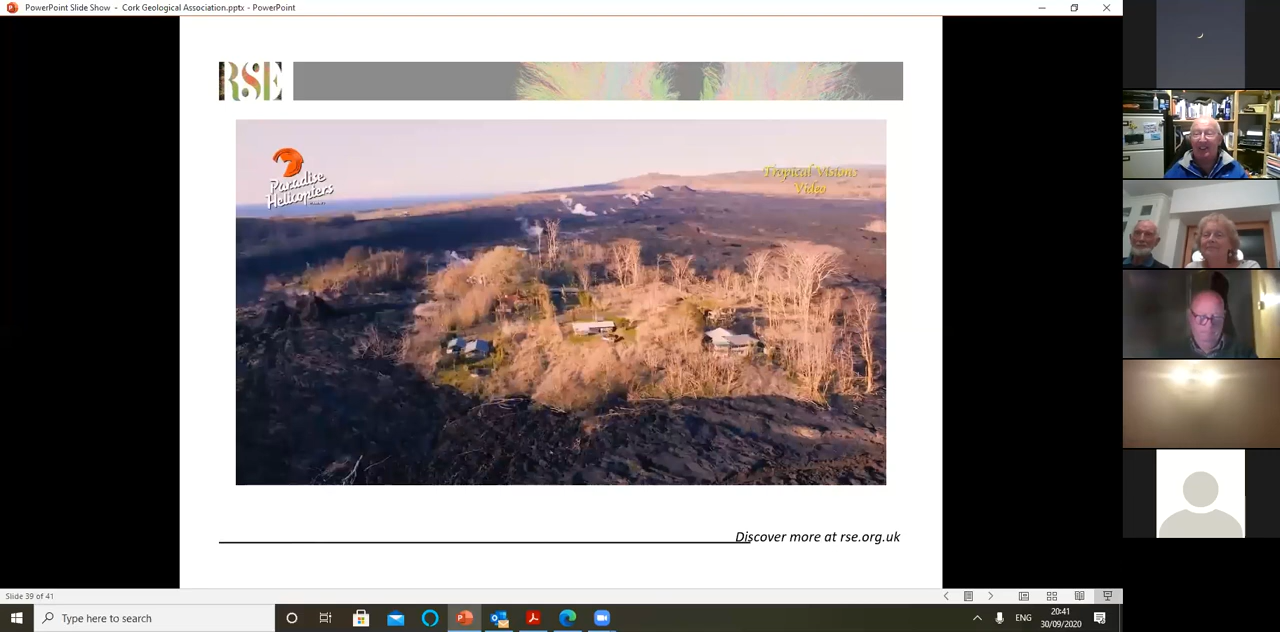 PowerPoint Slide Show - Cork Geological Association.pptx - PowerPoint
RSE
Paradise
Helicopters
Tropical Visions
Video
Discover more at rse.org.uk
Slide 39 of 41
Type here to search
ENG
20:41
30/09/2020